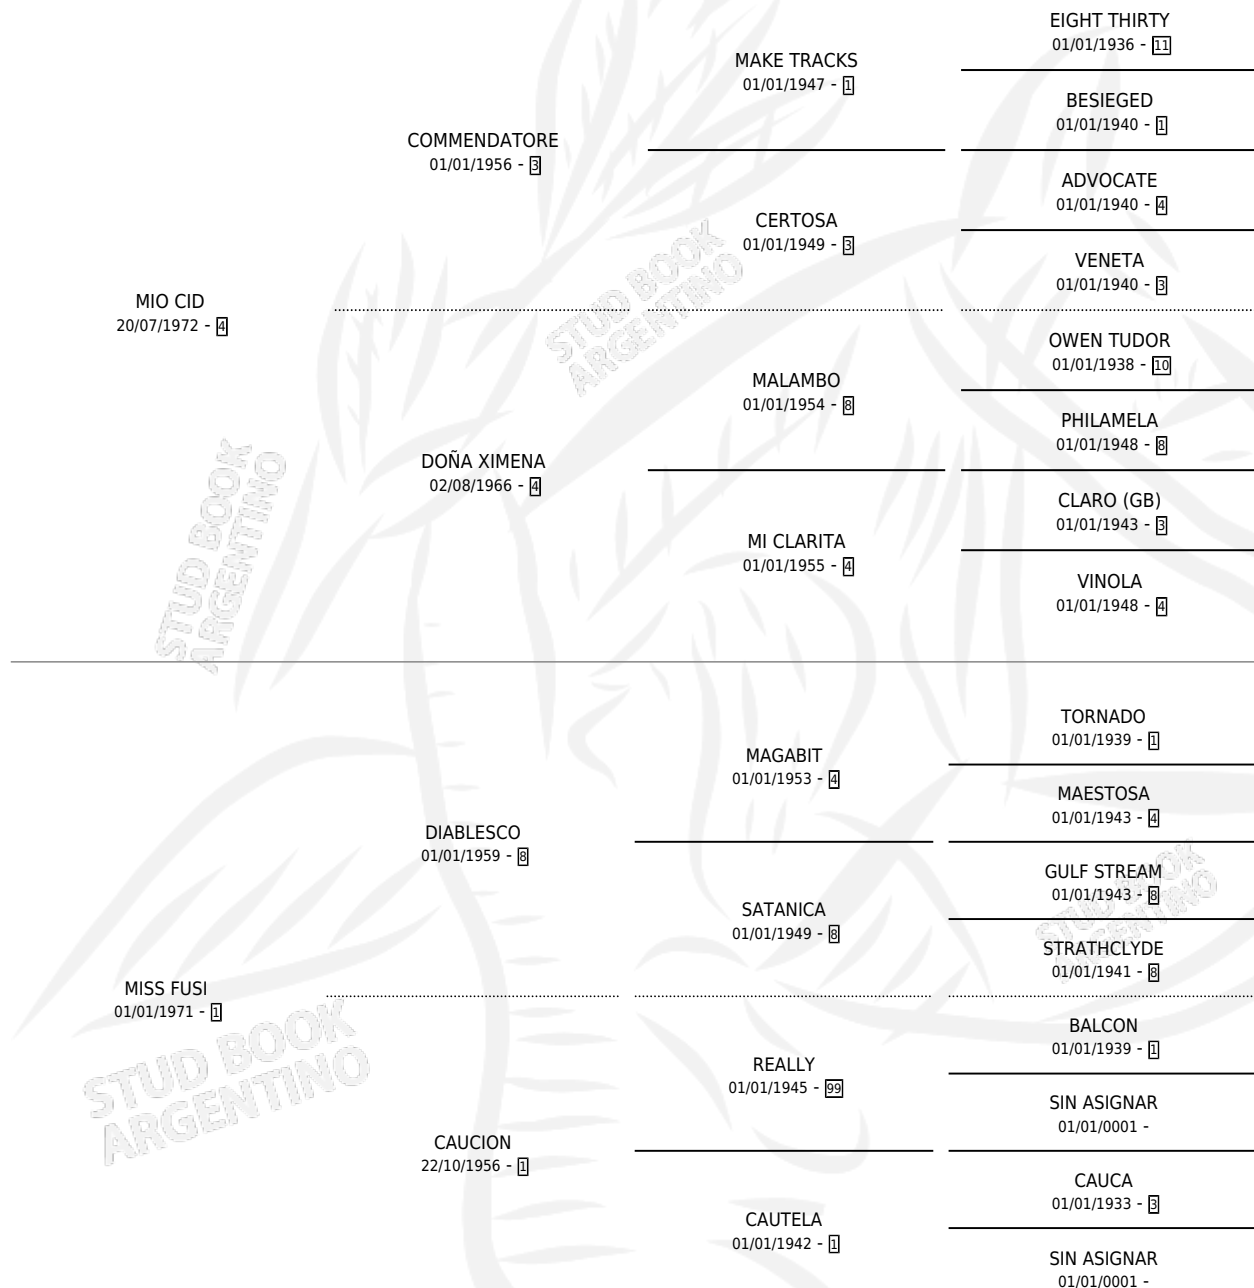 EIGHT THIRTY
01/01/1936 - 11
MAKE TRACKS
01/01/1947 - 1
BESIEGED
01/01/1940 - 1
COMMENDATORE
01/01/1956 - 3
ADVOCATE
01/01/1940 - 4
CERTOSA
01/01/1949 - 3
VENETA
01/01/1940 - 3
MIO CID
20/07/1972 - 4
STUD BOOK
ARGENTINO
OWEN TUDOR
01/01/1938 - 10
MALAMBO
01/01/1954 - 8
PHILAMELA
01/01/1948 - 8
DOÑA XIMENA
02/08/1966 - 4
CLARO (GB)
01/01/1943 - 3
MI CLARITA
01/01/1955 - 4
VINOLA
01/01/1948 - 4
STUD BOOK
ARGENTINO
TORNADO
01/01/1939 - 1
MAGABIT
01/01/1953 - 4
MAESTOSA
01/01/1943 - 4
DIABLESCO
01/01/1959 - 8
GULF STREAM
01/01/1943 - 8
SATANICA
01/01/1949 - 8
STRATHCLYDE
01/01/1941 - 8
STUD BOOK
ARGENTINO
MISS FUSI
01/01/1971 - 1
BALCON
01/01/1939 - 1
REALLY
01/01/1945 - 99
SIN ASIGNAR
01/01/0001 -
STUD BOOK
ARGENTINO
CAUCION
22/10/1956 - 1
CAUCA
01/01/1933 - 3
CAUTELA
01/01/1942 - 1
SIN ASIGNAR
01/01/0001 -